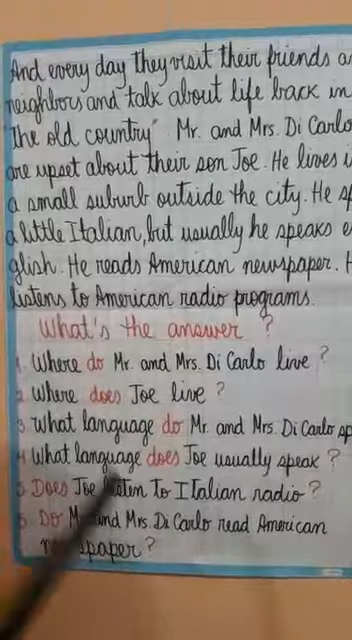 And every day they visit their friends a
neighbors and talk about life back in
"the old country" Mr. and Mrs. Di Carlo
are upset about their son Joe. He lives i
a small suburb outside the city. He sp
a little Italian, but usually he speaks e
glish. He reads American newspaper. H
listens to American radio programs.
What's the answer ?
1. Where do Mr. and Mrs. Di Carlo live ?
2. Where does Joe live ?
3. What language do Mr. and Mrs. Di Carlo sp
4. What language does Joe usually speak ?
5. Does Joe listen to Italian radio ?
6. Do Mr. and Mrs. Di Carlo read American
newspaper ?